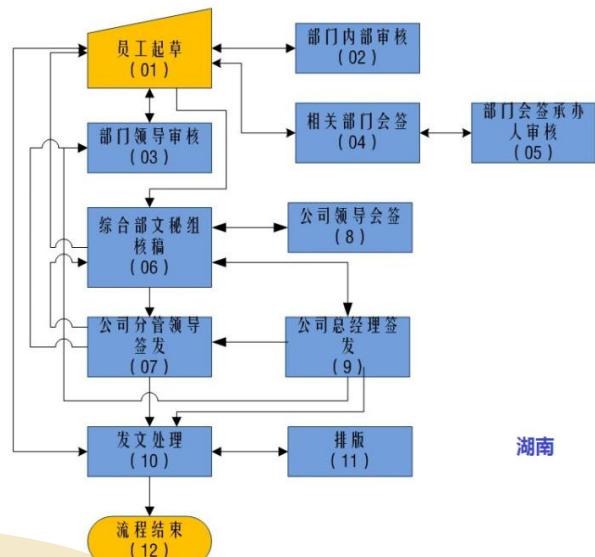 员工起草
(01)
部门内部审核
(02)
部门领导审核
(03)
相关部门会签
(04)
部门会签承办
人审核
(05)
综合部文秘组
核稿
(06)
公司领导会签
(8)
公司分管领导
签发
(07)
公司总经理签
发
(9)
发文处理
(10)
排版
(11)
湖南
流程结束
(12)